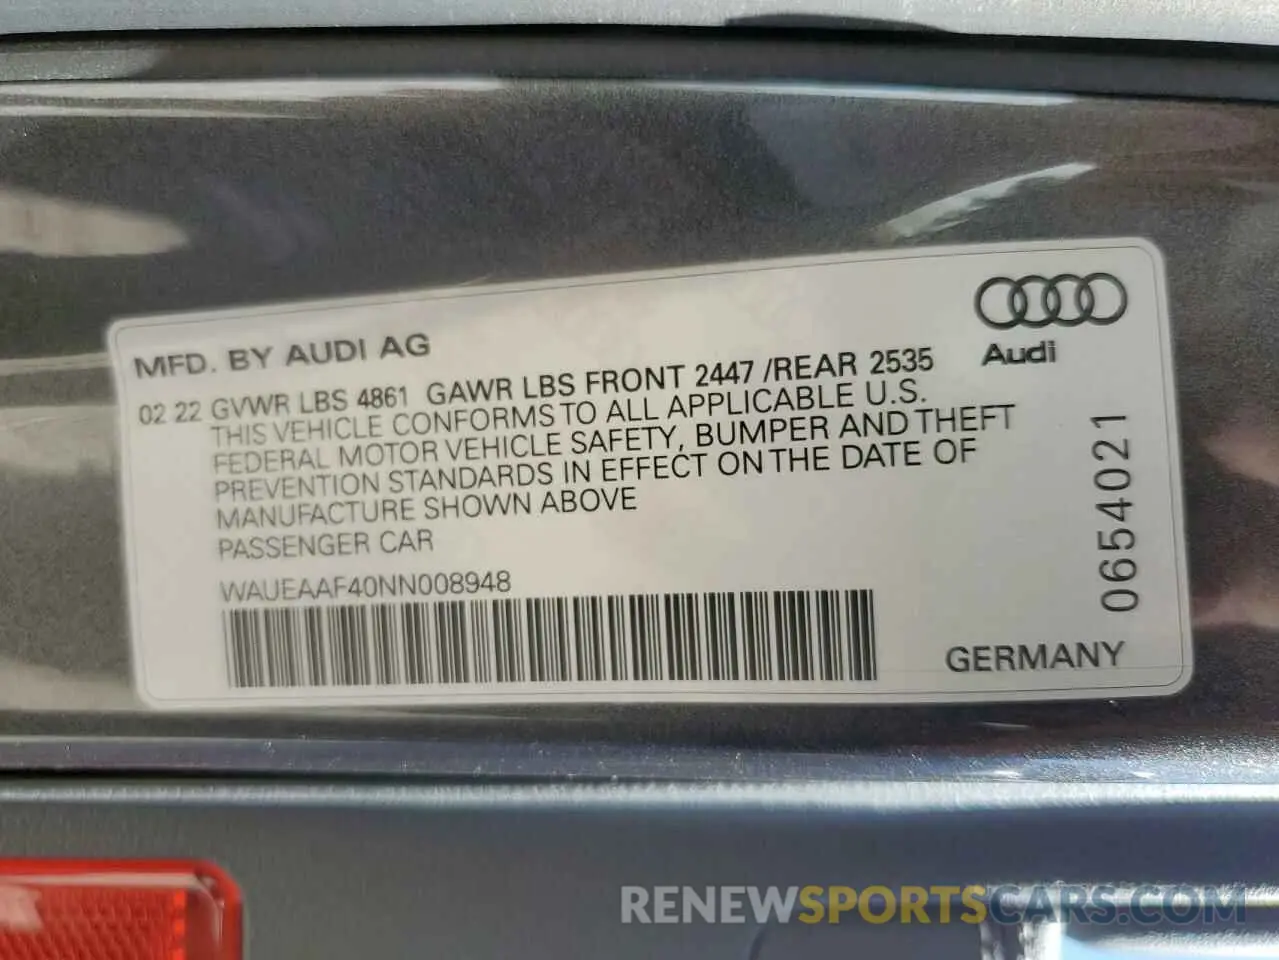 MFD. BY AUDI AG
Audi
02 22 GVWR LBS 4861 GAWR LBS FRONT 2447 /REAR 2535
THIS VEHICLE CONFORMS TO ALL APPLICABLE U.S.
FEDERAL MOTOR VEHICLE SAFETY, BUMPER AND THEFT
PREVENTION STANDARDS IN EFFECT ON THE DATE OF
MANUFACTURE SHOWN ABOVE
PASSENGER CAR
WAUEAAF40NN008948
0654021
GERMANY
RENEWSPORTSCARS.COM